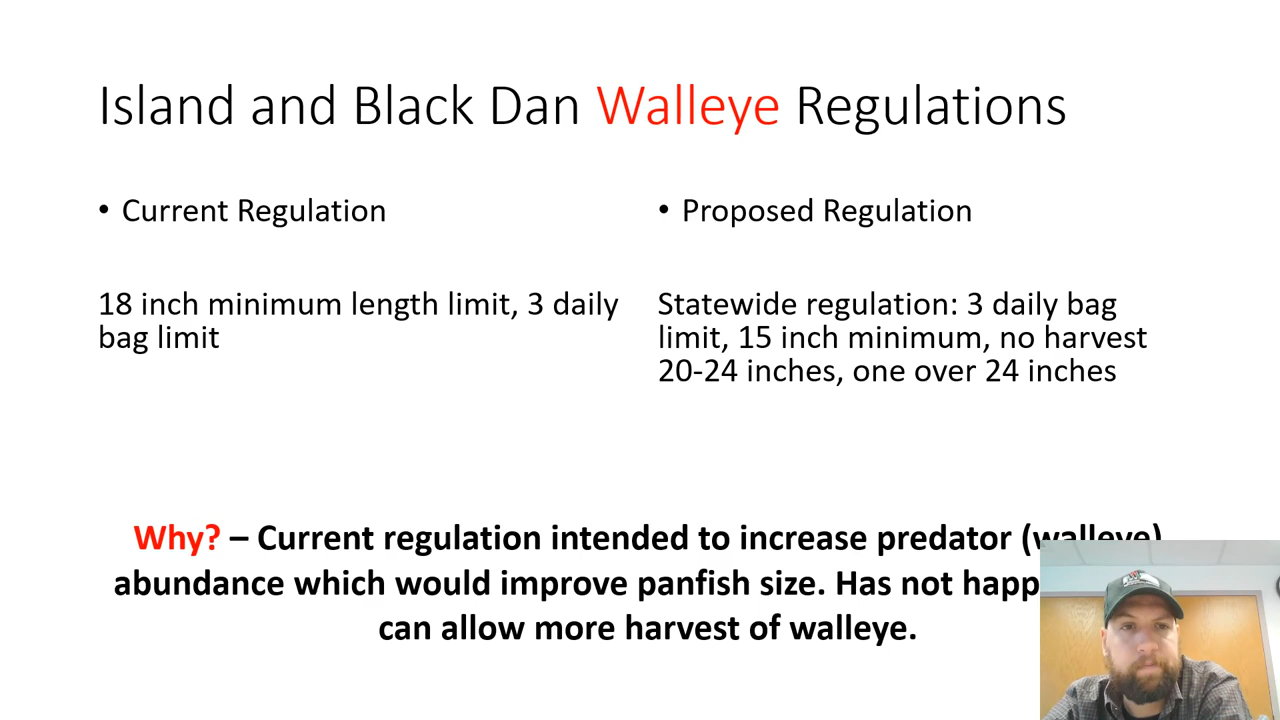 Island and Black Dan Walleye Regulations
• Current Regulation
18 inch minimum length limit, 3 daily
bag limit
• Proposed Regulation
Statewide regulation: 3 daily bag
limit, 15 inch minimum, no harvest
20-24 inches, one over 24 inches
Why? – Current regulation intended to increase predator (walleye)
abundance which would improve panfish size. Has not
can allow more harvest of walleye.